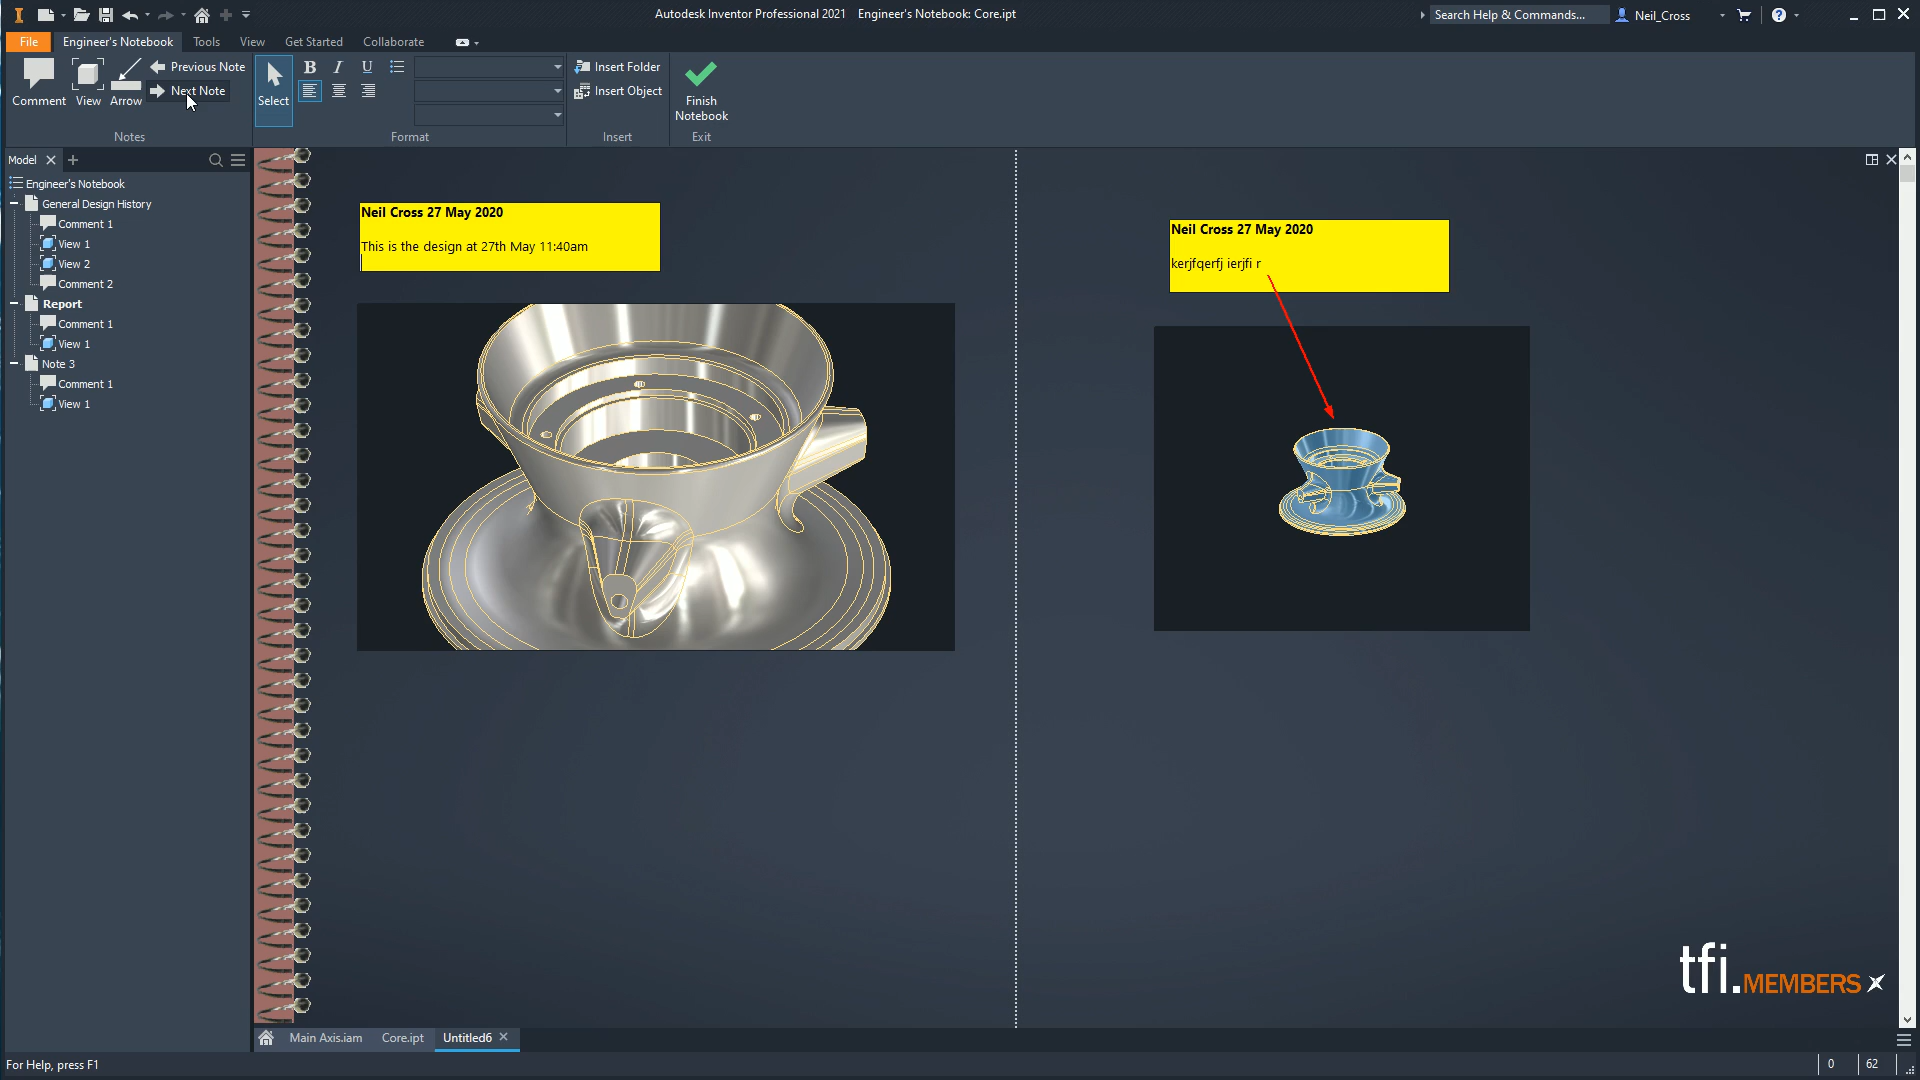 Autodesk Inventor Professional 2021 Engineer's Notebook: Core.ipt
Search Help & Commands...
Neil_Cross
File
Engineer's Notebook
Tools
View
Get Started
Collaborate
Comment
View
Arrow
Previous Note
Next Note
Notes
Select
B
I
U
Format
Insert Folder
Insert Object
Insert
Finish
Notebook
Exit
Model
Engineer's Notebook
General Design History
Comment 1
View 1
View 2
Comment 2
Report
Comment 1
View 1
Note 3
Comment 1
View 1
Neil Cross 27 May 2020
This is the design at 27th May 11:40am
Neil Cross 27 May 2020
kerjfqerfj ierjfi r
tfi.MEMBERS
Main Axis.iam
Core.ipt
Untitled6
For Help, press F1
0
62